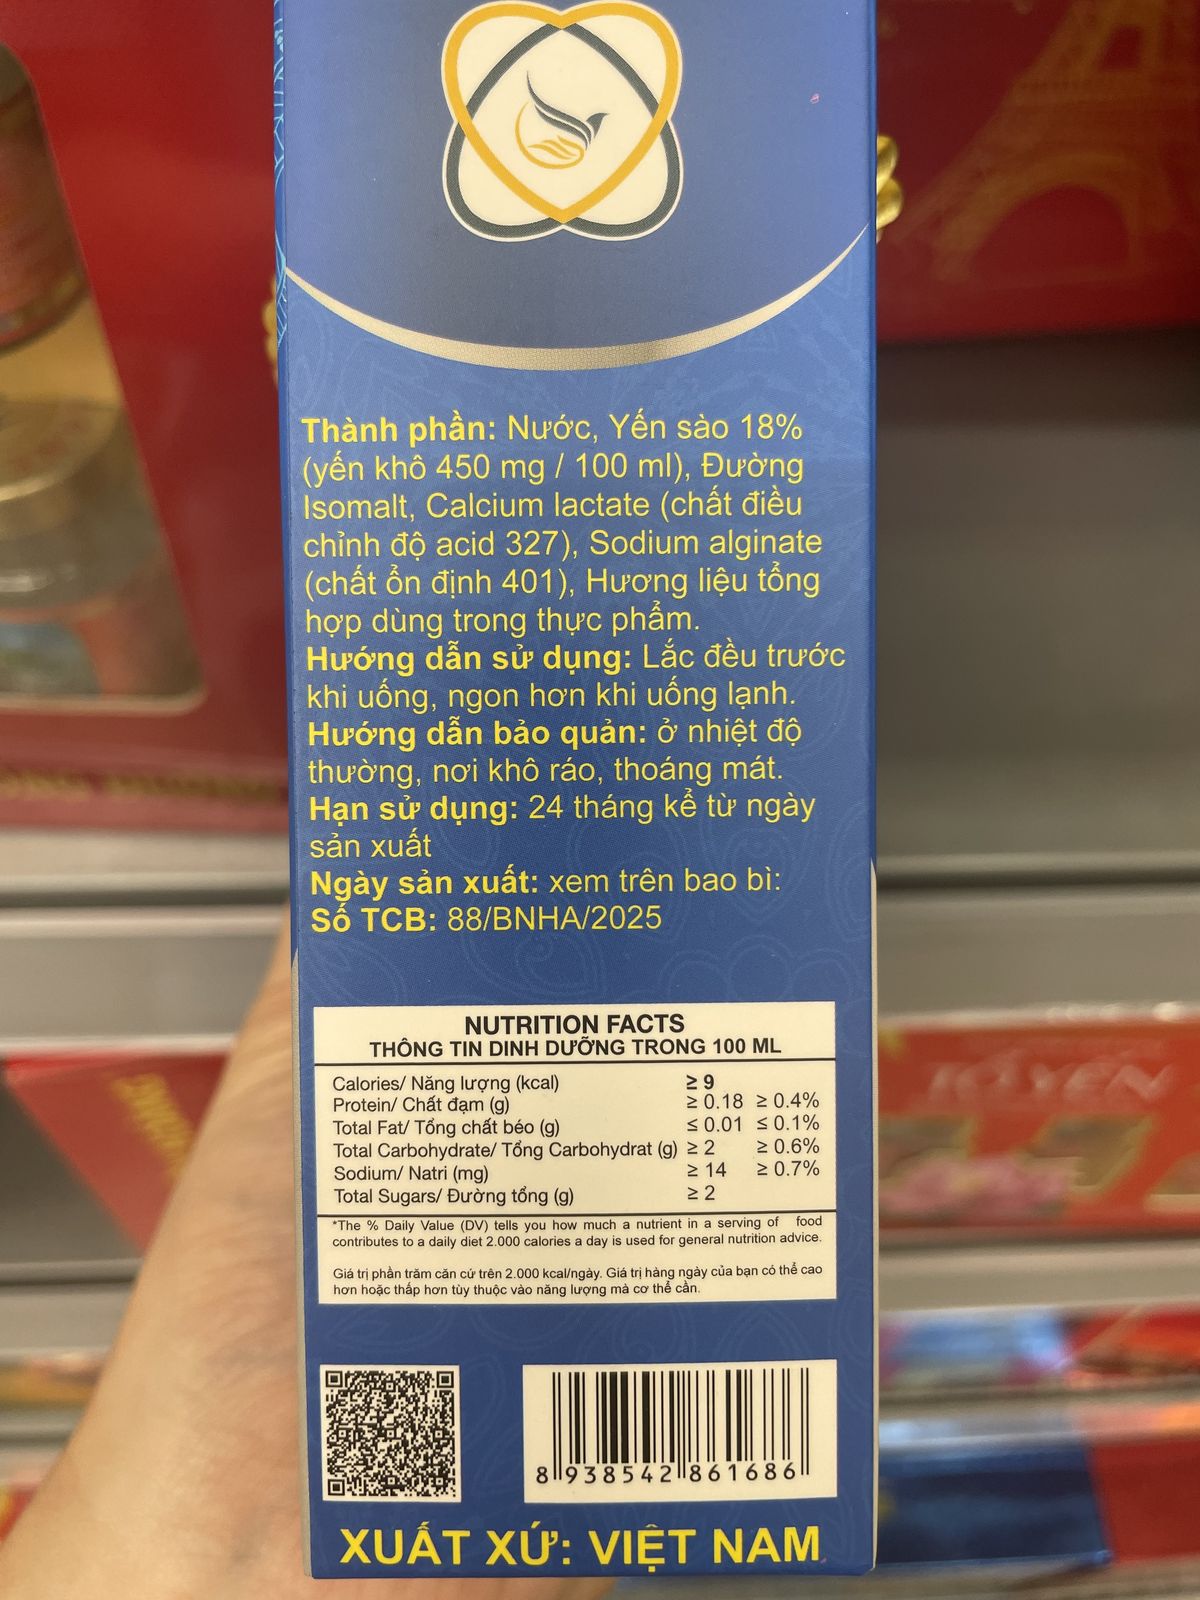 Thành phần: Nước, Yến sào 18%
(yến khô 450 mg / 100 ml), Đường
Isomalt, Calcium lactate (chất điều
chỉnh độ acid 327), Sodium alginate
(chất ổn định 401), Hương liệu tổng
hợp dùng trong thực phẩm.
Hướng dẫn sử dụng: Lắc đều trước
khi uống, ngon hơn khi uống lạnh.
Hướng dẫn bảo quản: ở nhiệt độ
thường, nơi khô ráo, thoáng mát.
Hạn sử dụng: 24 tháng kể từ ngày
sản xuất
Ngày sản xuất: xem trên bao bì:
Số TCB: 88/BNHA/2025
NUTRITION FACTS
THÔNG TIN DINH DƯỠNG TRONG 100 ML
Calories/ Năng lượng (kcal) ≥ 9
Protein/ Chất đạm (g) ≥ 0.18 ≥ 0.4%
Total Fat/ Tổng chất béo (g) ≤ 0.01 ≤ 0.1%
Total Carbohydrate/ Tổng Carbohydrat (g) ≥ 2 ≥ 0.6%
Sodium/ Natri (mg) ≥ 14 ≥ 0.7%
Total Sugars/ Đường tổng (g) ≥ 2
*The % Daily Value (DV) tells you how much a nutrient in a serving of food
contributes to a daily diet 2.000 calories a day is used for general nutrition advice.
Giá trị phần trăm căn cứ trên 2.000 kcal/ngày. Giá trị hàng ngày của bạn có thể cao
hơn hoặc thấp hơn tùy thuộc vào năng lượng mà cơ thể cần.
8 938542 861686
XUẤT XỨ: VIỆT NAM